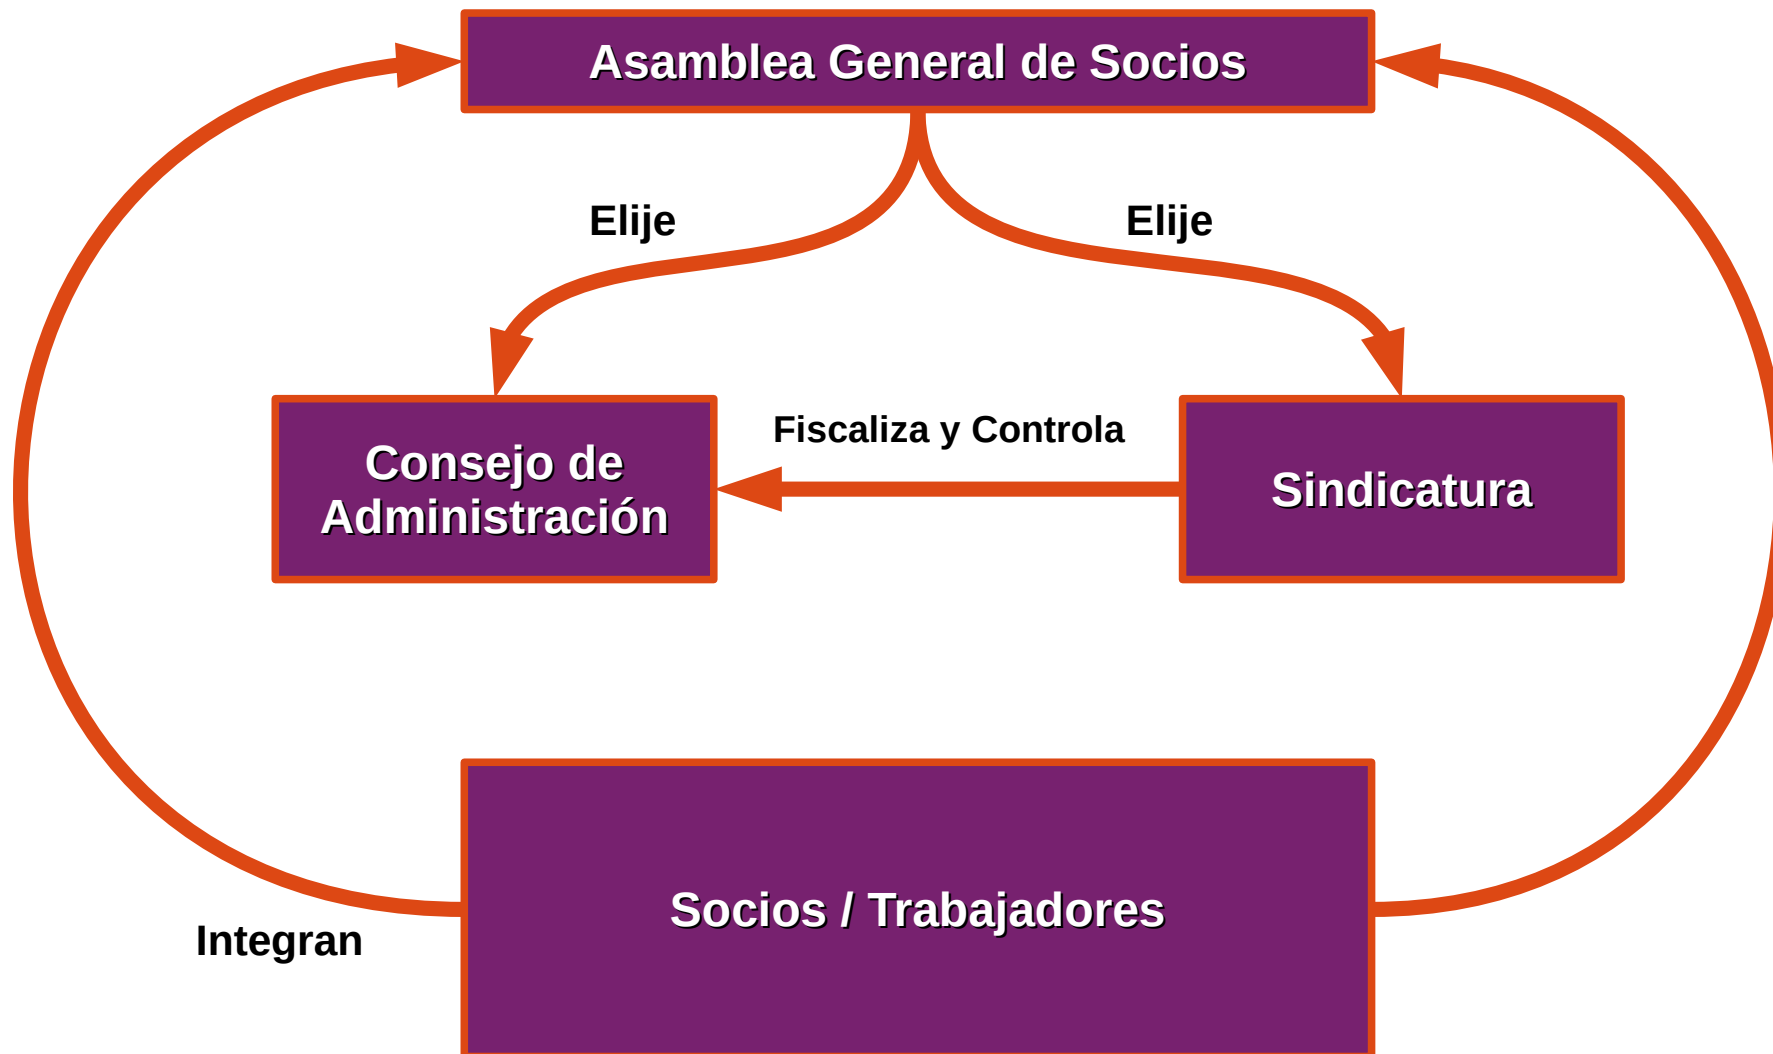 Asamblea General de Socios
Elije
Elije
Fiscaliza y Controla
Consejo de
Administración
Sindicatura
Socios / Trabajadores
Integran